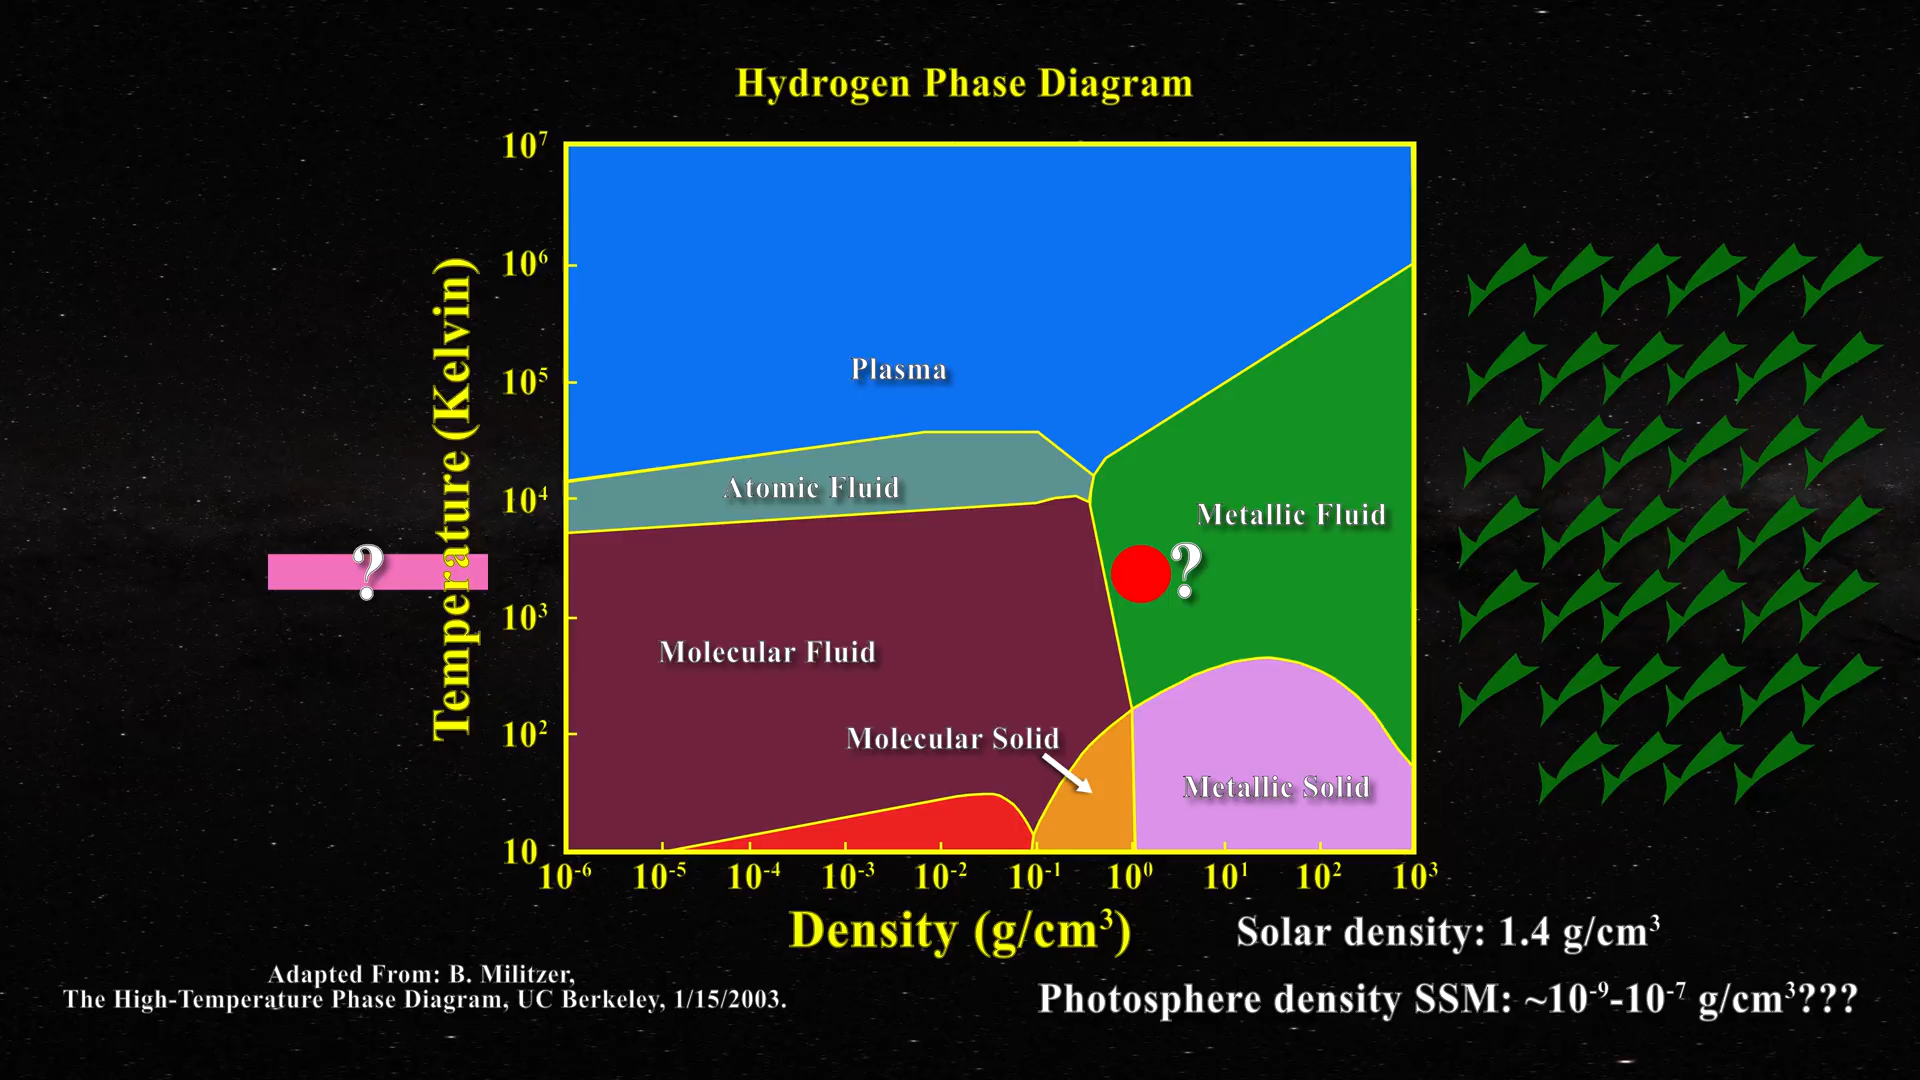 Hydrogen Phase Diagram
10⁷
10⁶
10⁵
10⁴
10³
10²
10
Temperature (Kelvin)
Plasma
Atomic Fluid
Metallic Fluid
?
?
Molecular Fluid
Molecular Solid
Metallic Solid
10⁻⁶ 10⁻⁵ 10⁻⁴ 10⁻³ 10⁻² 10⁻¹ 10⁰ 10¹ 10² 10³
Density (g/cm³)
Solar density: 1.4 g/cm³
Adapted From: B. Militzer,
The High-Temperature Phase Diagram, UC Berkeley, 1/15/2003.
Photosphere density SSM: ~10⁻⁹-10⁻⁷ g/cm³???